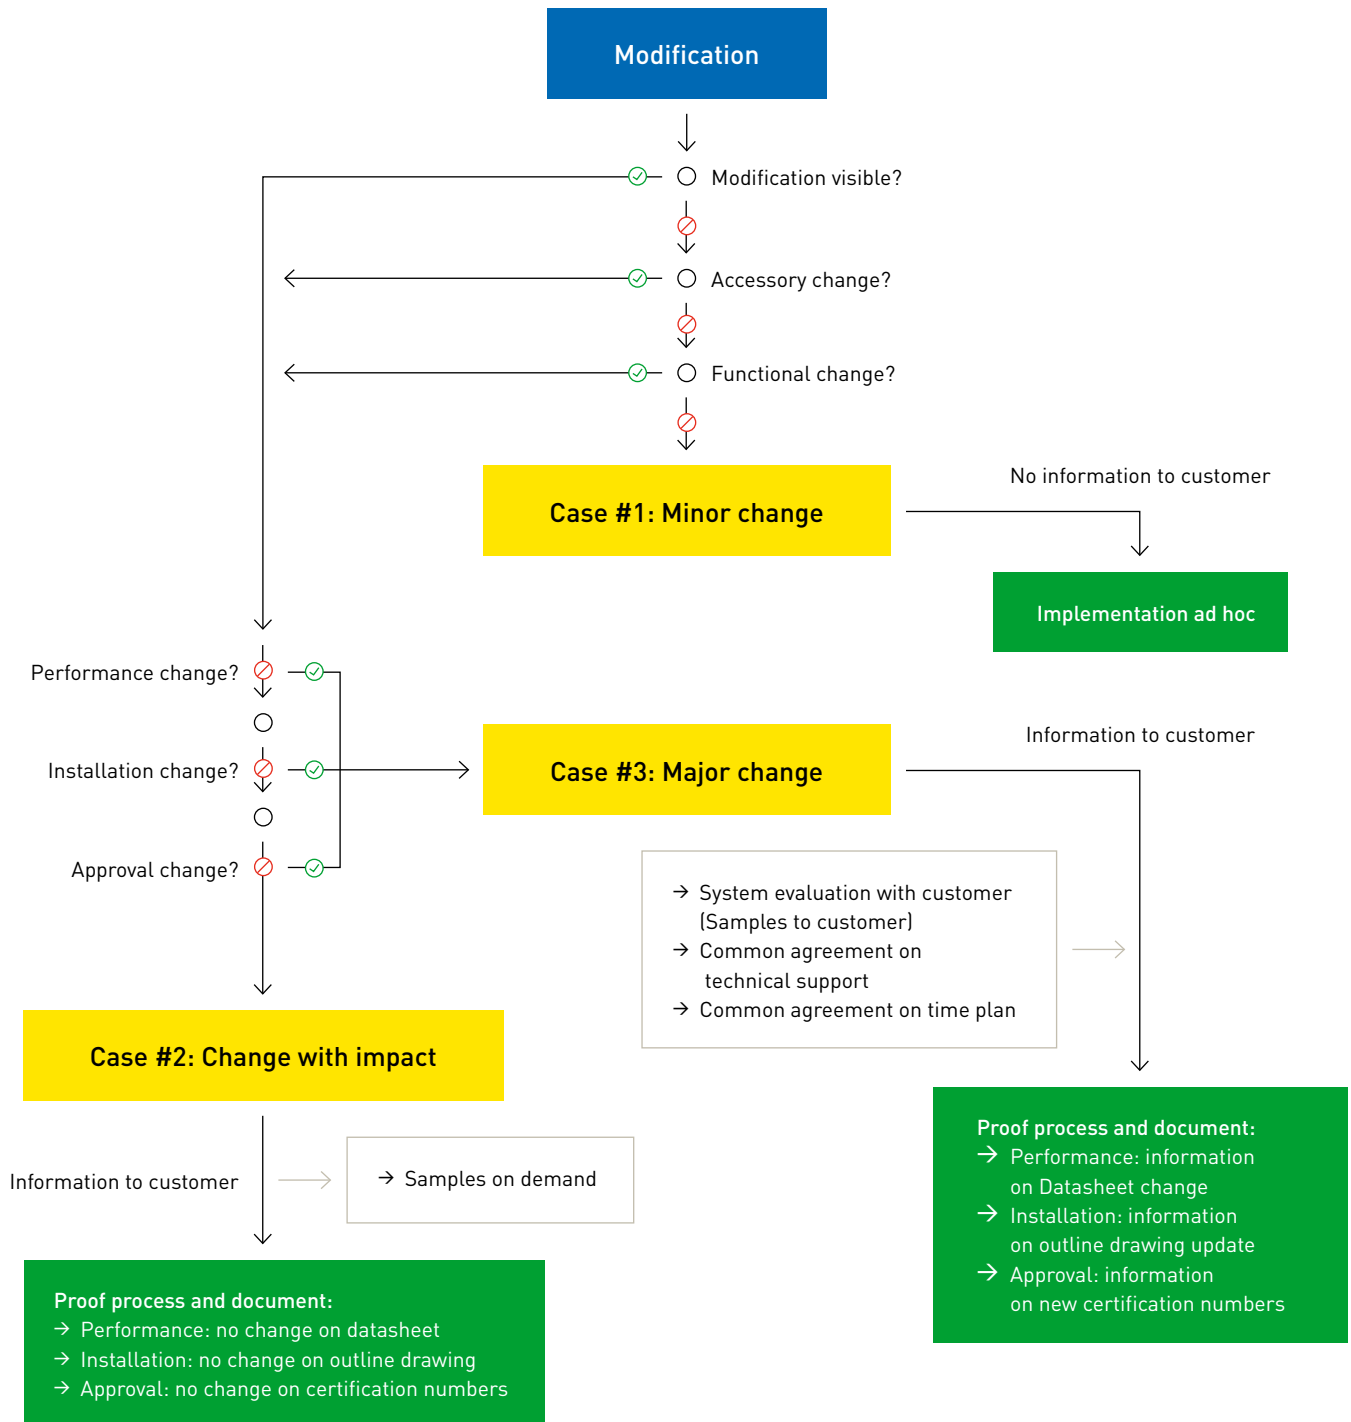 Modification
Modification visible?
Accessory change?
Functional change?
Case #1: Minor change
No information to customer
Implementation ad hoc
Performance change?
Installation change?
Approval change?
Case #3: Major change
Information to customer
→ System evaluation with customer
(Samples to customer)
→ Common agreement on
technical support
→ Common agreement on time plan
Case #2: Change with impact
Information to customer
→ Samples on demand
Proof process and document:
→ Performance: information
on Datasheet change
→ Installation: information
on outline drawing update
→ Approval: information
on new certification numbers
Proof process and document:
→ Performance: no change on datasheet
→ Installation: no change on outline drawing
→ Approval: no change on certification numbers